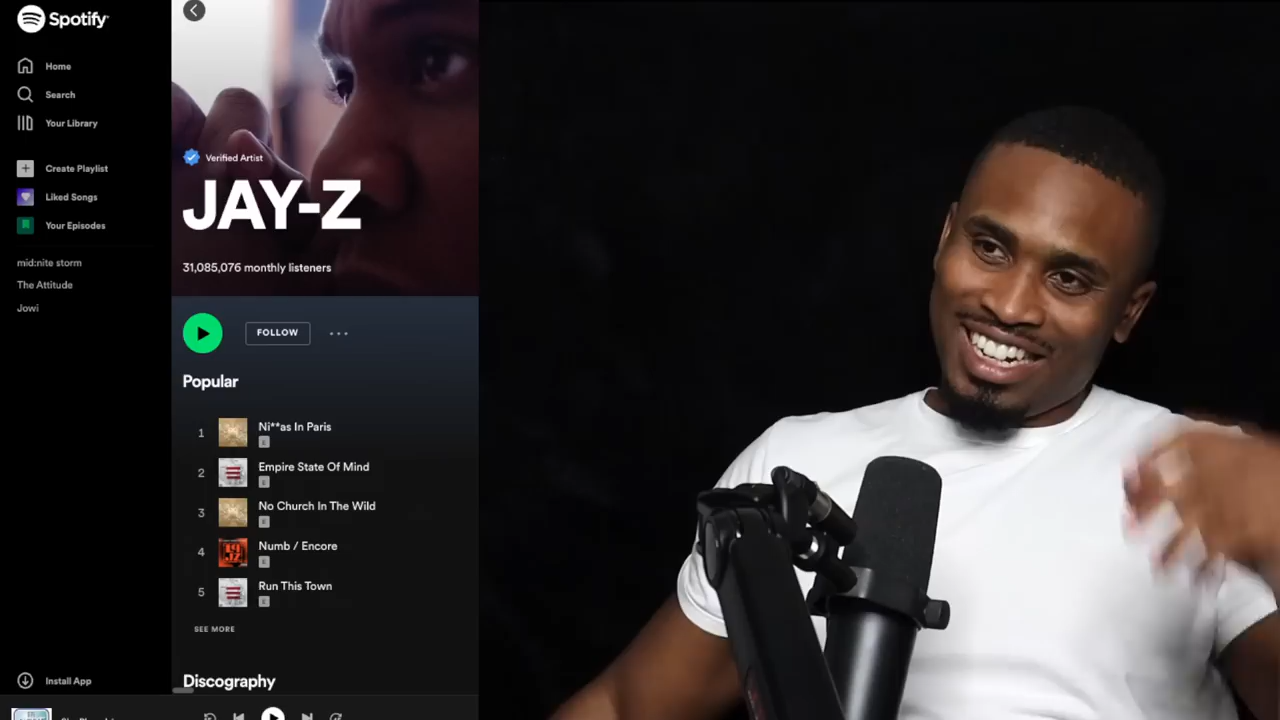 Spotify
Home
Search
Your Library
Create Playlist
Liked Songs
Your Episodes
mid:nite storm
The Attitude
Jowi
Install App
Verified Artist
JAY-Z
31,085,076 monthly listeners
FOLLOW
Popular
1 Ni**as In Paris
E
2 Empire State Of Mind
E
3 No Church In The Wild
E
4 Numb / Encore
E
5 Run This Town
E
SEE MORE
Discography